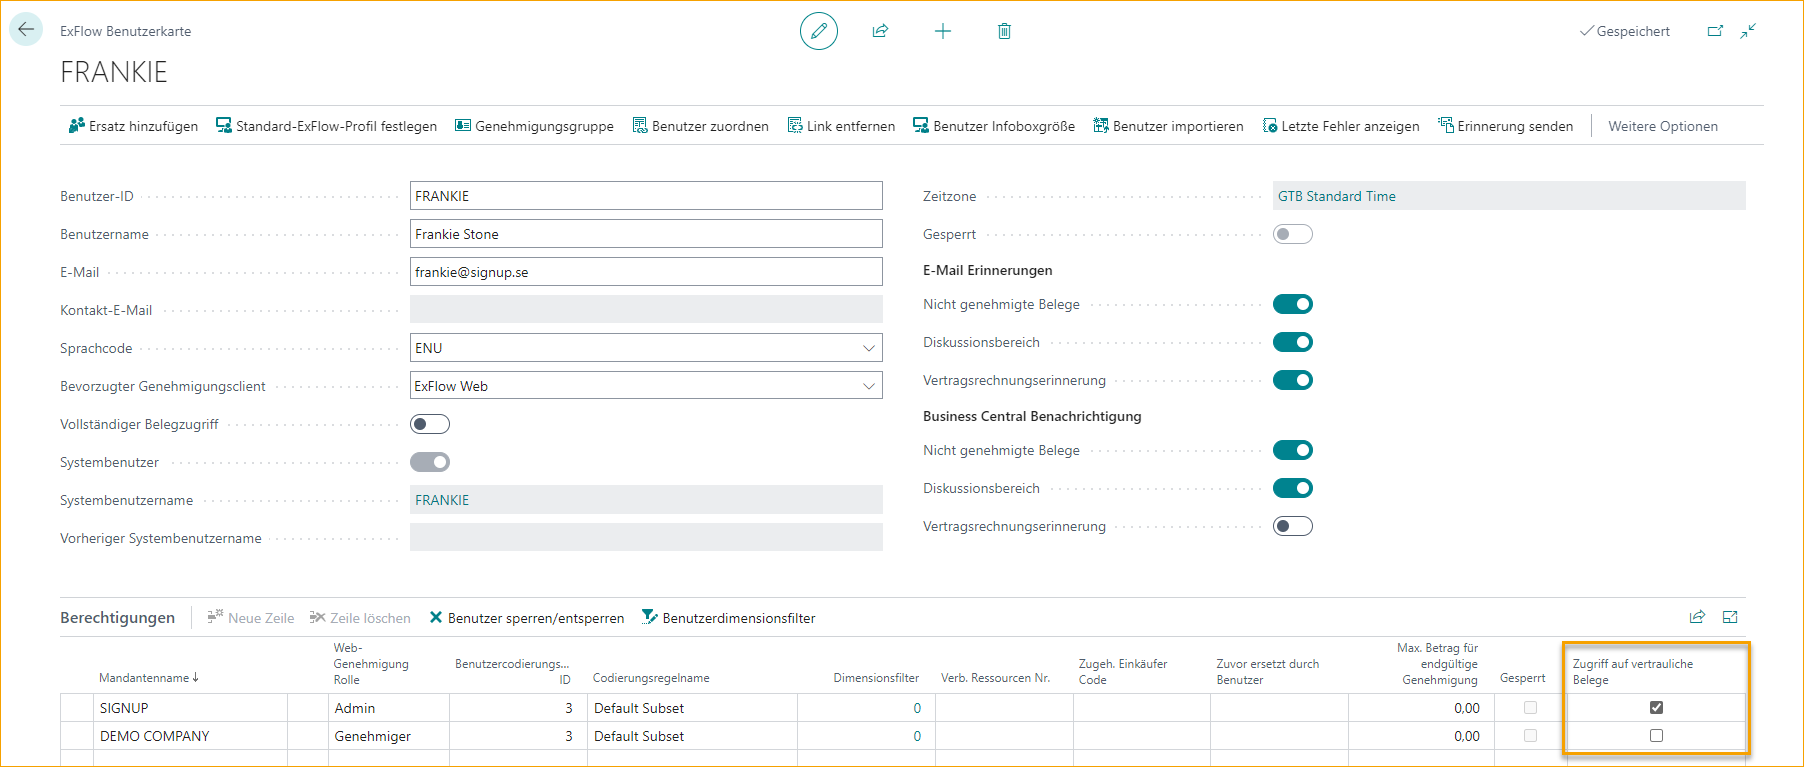 ExFlow Benutzerkarte
Gespeichert
FRANKIE
Ersatz hinzufügen Standard-ExFlow-Profil festlegen Genehmigungsgruppe Benutzer zuordnen Link entfernen Benutzer Infoboxgröße Benutzer importieren Letzte Fehler anzeigen Erinnerung senden Weitere Optionen
Benutzer-ID FRANKIE
Benutzername Frankie Stone
E-Mail frankie@signup.se
Kontakt-E-Mail
Sprachcode ENU
Bevorzugter Genehmigungsclient ExFlow Web
Vollständiger Belegzugriff
Systembenutzer
Systembenutzername FRANKIE
Vorheriger Systembenutzername
Zeitzone GTB Standard Time
Gesperrt
E-Mail Erinnerungen
Nicht genehmigte Belege
Diskussionsbereich
Vertragsrechnungserinnerung
Business Central Benachrichtigung
Nicht genehmigte Belege
Diskussionsbereich
Vertragsrechnungserinnerung
Berechtigungen Neue Zeile Zeile löschen Benutzer sperren/entsperren Benutzerdimensionsfilter
Mandantenname
Web-
Genehmigung
Rolle
Benutzercodierungs...
ID
Codierungsregelname
Dimensionsfilter
Verb. Ressourcen Nr.
Zugeh. Einkäufer
Code
Zuvor ersetzt durch
Benutzer
Max. Betrag für
endgültige
Genehmigung
Gesperrt
Zugriff auf vertrauliche
Belege
SIGNUP Admin 3 Default Subset 0 0,00
DEMO COMPANY Genehmiger 3 Default Subset 0 0,00